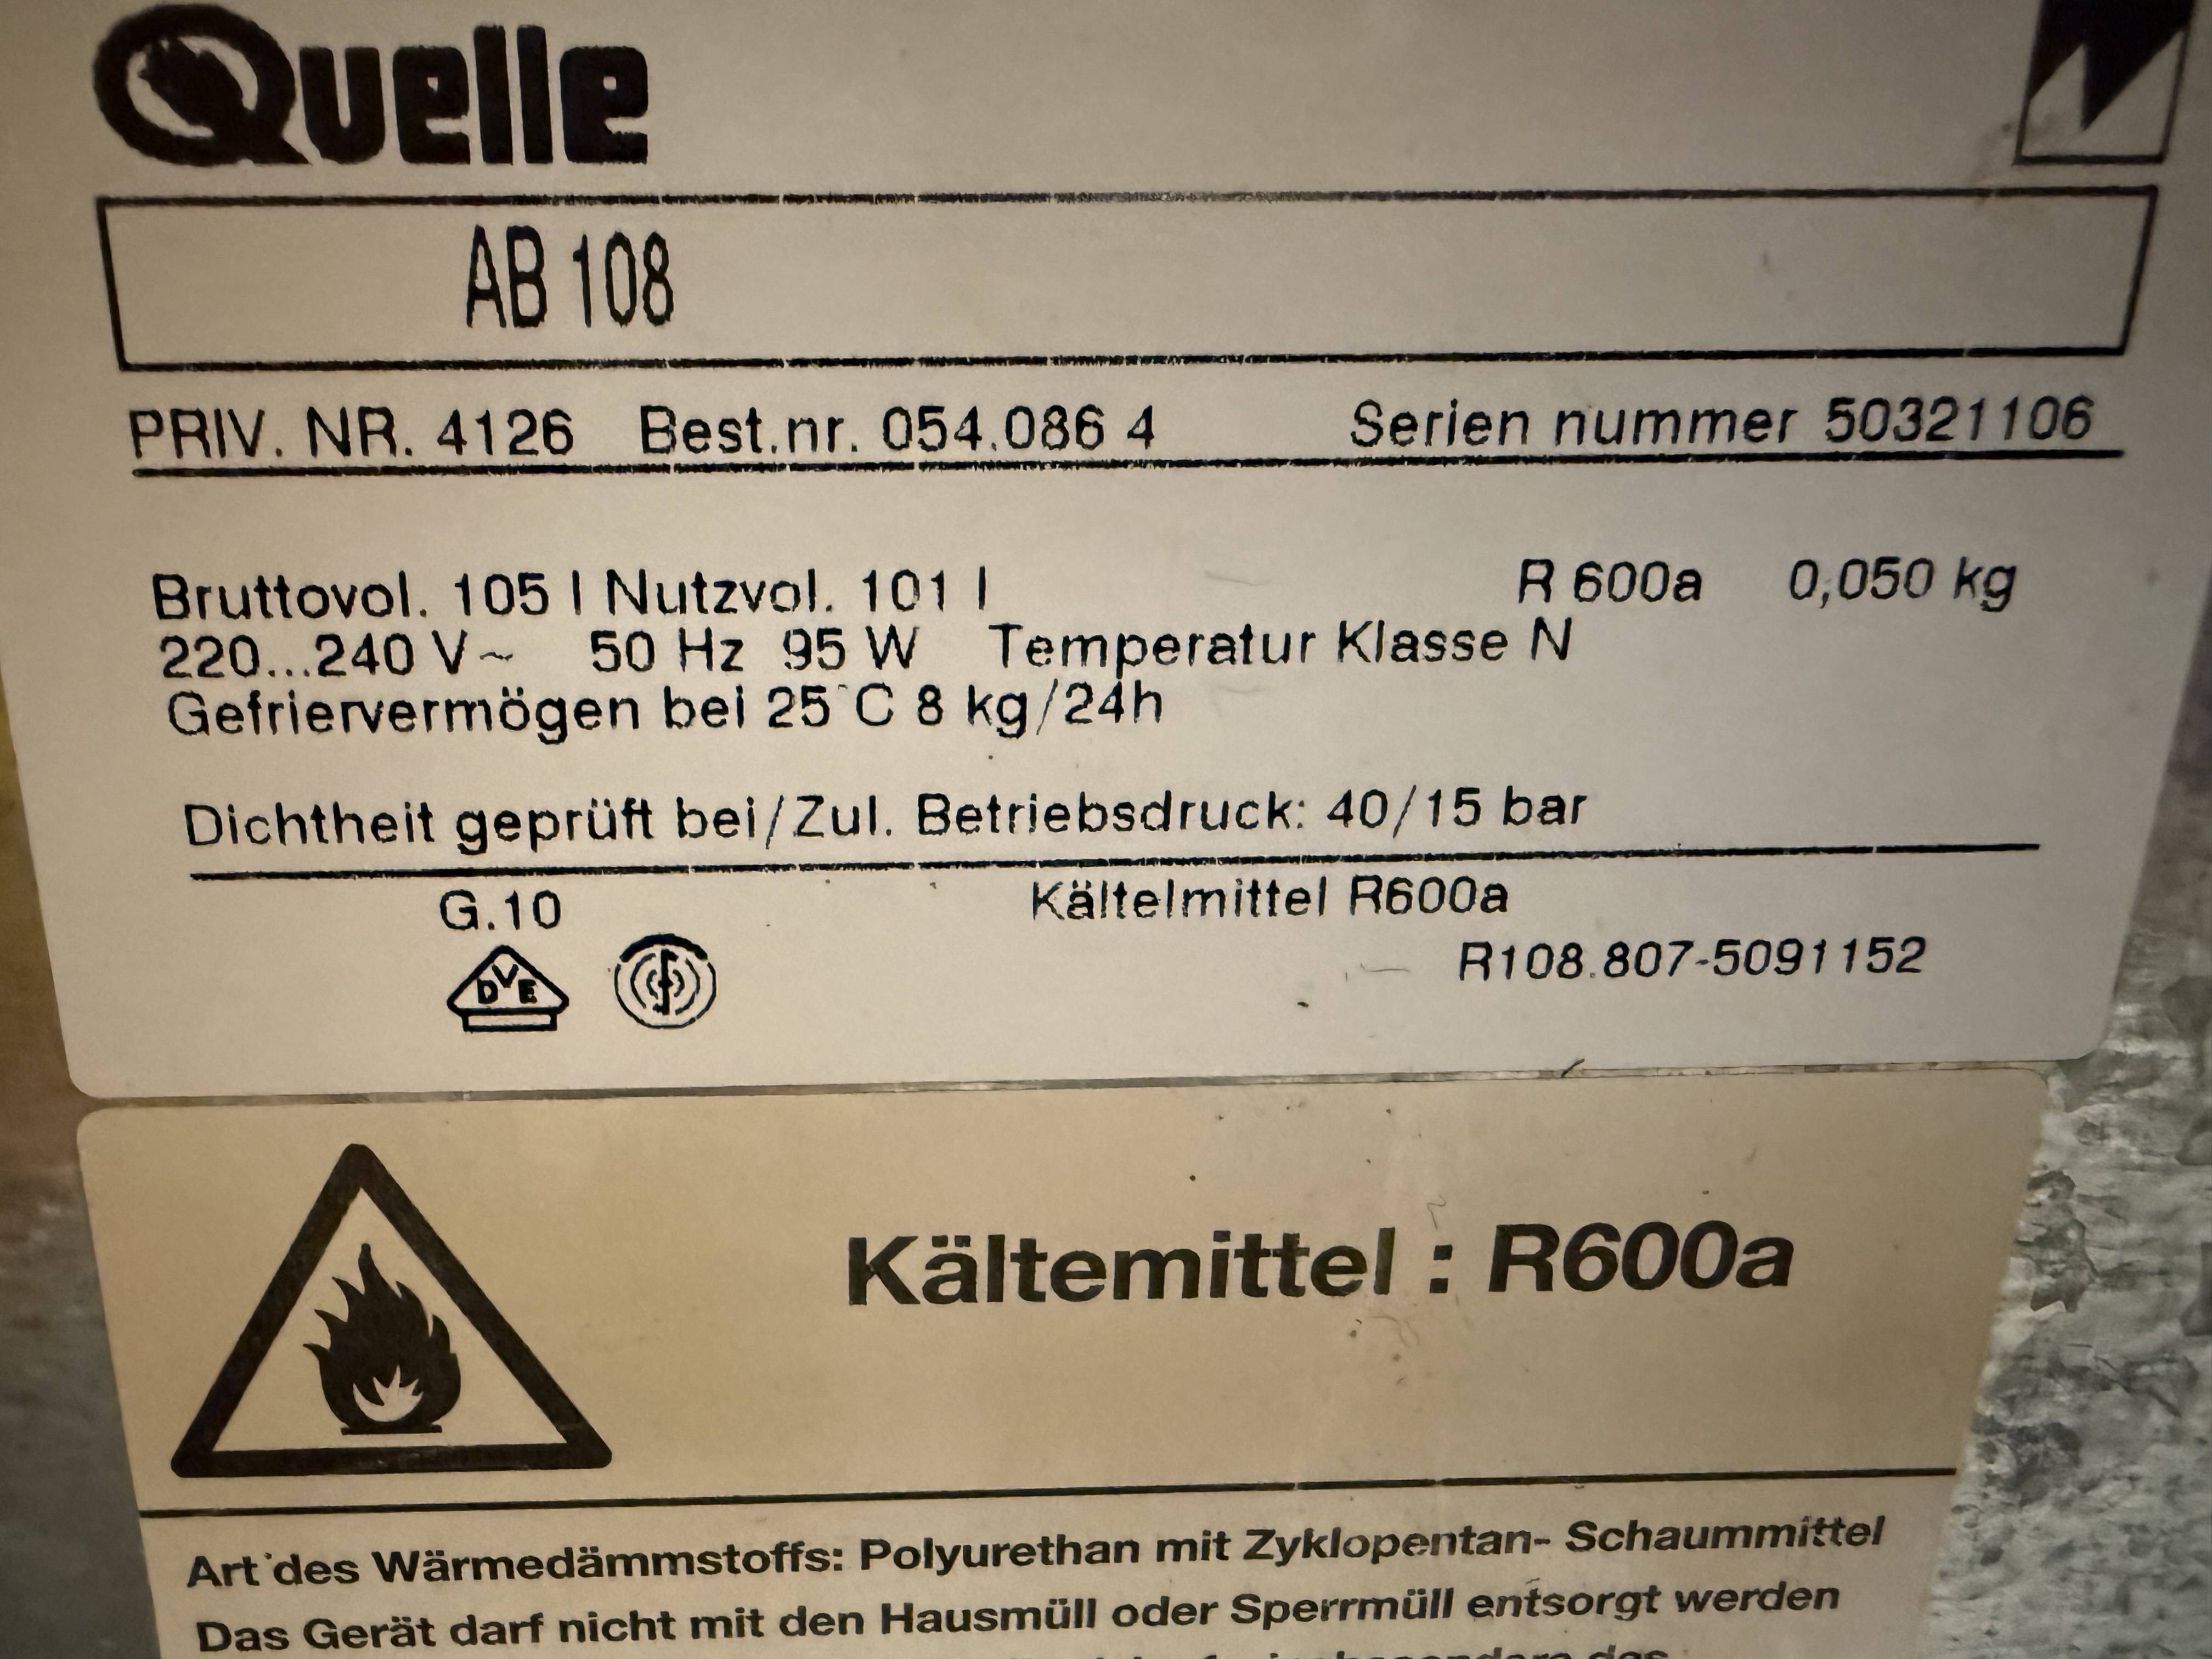 Quelle
AB 108
PRIV. NR. 4126 Best.nr. 054.086 4 Serien nummer 50321106
Bruttovol. 105 l Nutzvol. 101 l R 600a 0,050 kg
220...240 V~ 50 Hz 95 W Temperatur Klasse N
Gefriervermögen bei 25°C 8 kg/24h
Dichtheit geprüft bei/Zul. Betriebsdruck: 40/15 bar
G.10 Kältelmittel R600a
DVE R108.807-5091152
Kältemittel : R600a
Art des Wärmedämmstoffs: Polyurethan mit Zyklopentan- Schaummittel
Das Gerät darf nicht mit den Hausmüll oder Sperrmüll entsorgt werden
insbesondere das